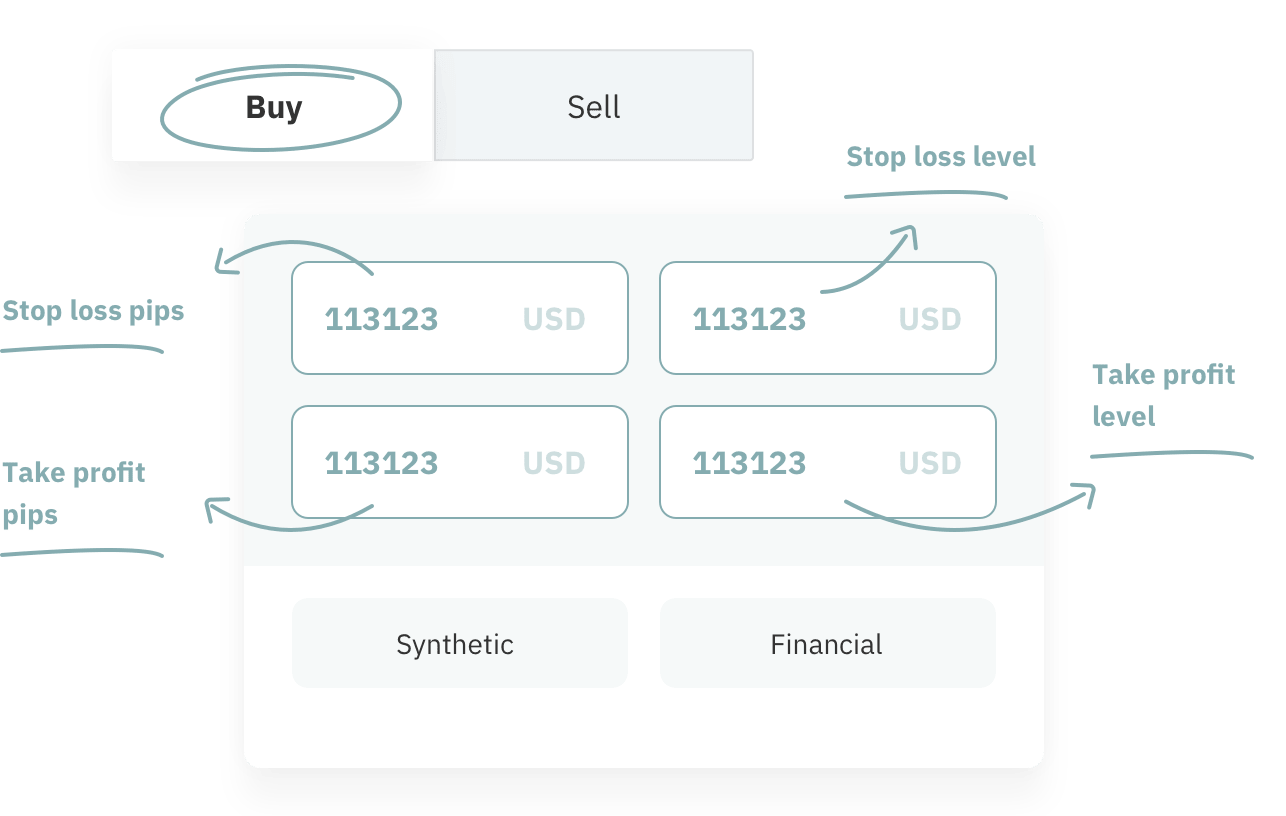 Buy
Sell
Stop loss level
Stop loss pips
113123 USD
113123 USD
Take profit
level
Take profit
pips
113123 USD
113123 USD
Synthetic
Financial